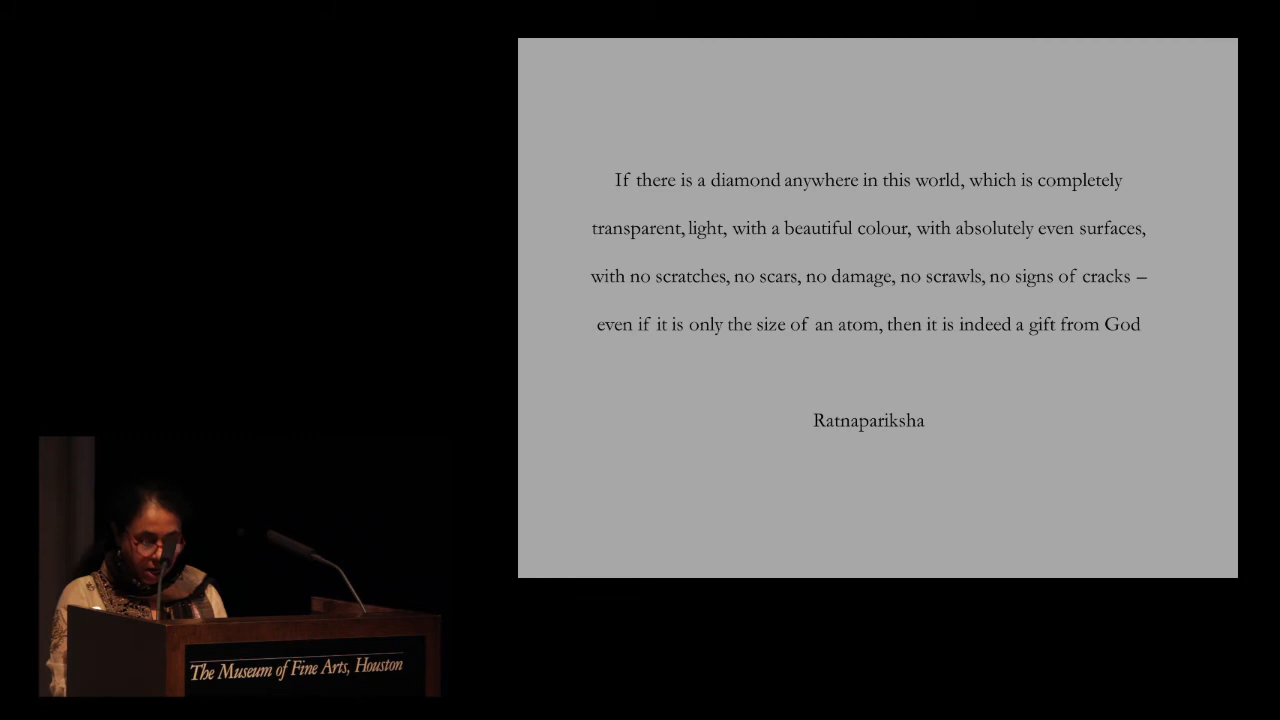 If there is a diamond anywhere in this world, which is completely
transparent, light, with a beautiful colour, with absolutely even surfaces,
with no scratches, no scars, no damage, no scrawls, no signs of cracks –
even if it is only the size of an atom, then it is indeed a gift from God
Ratnapariksha
The Museum of Fine Arts, Houston